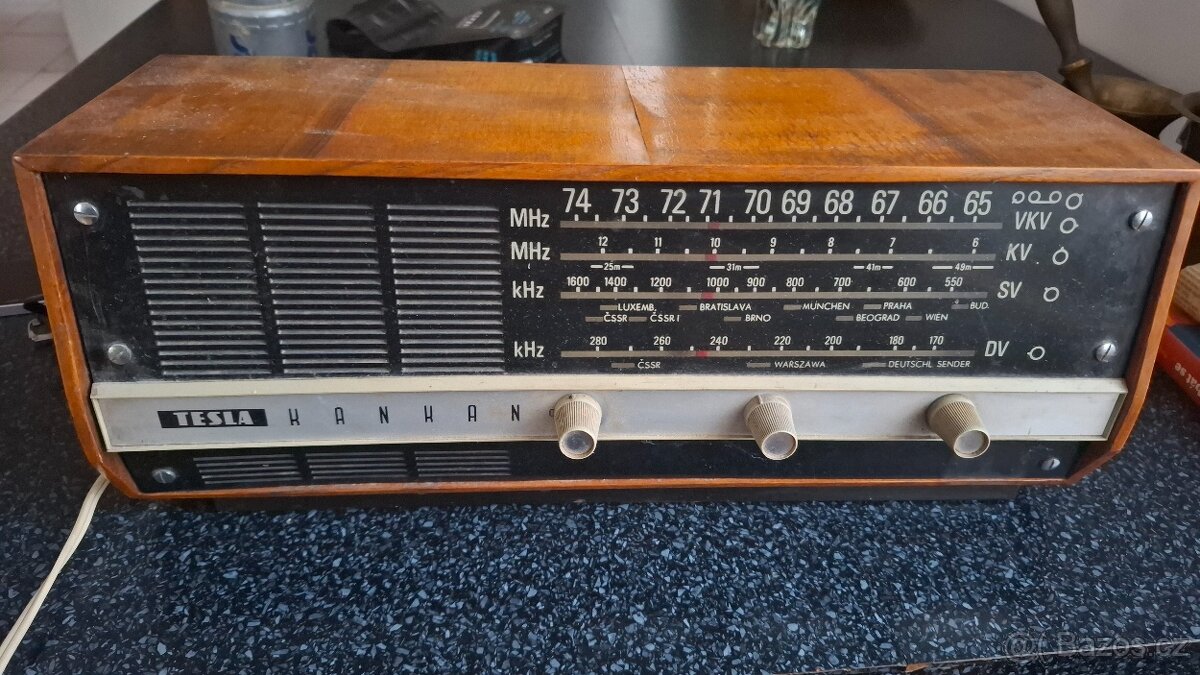 MHz 74 73 72 71 70 69 68 67 66 65 VKV
MHz 12 11 10 9 8 7 6 KV
25m 31m 41m 49m
kHz 1600 1400 1200 1000 900 800 700 600 550 SV
LUXEMB. BRATISLAVA MÜNCHEN PRAHA BUD.
ČSSR ČSSR I BRNO BEOGRAD WIEN
kHz 280 260 240 220 200 180 170 DV
ČSSR WARSZAWA DEUTSCHL SENDER
TESLA KANKAN
Bazos.cz